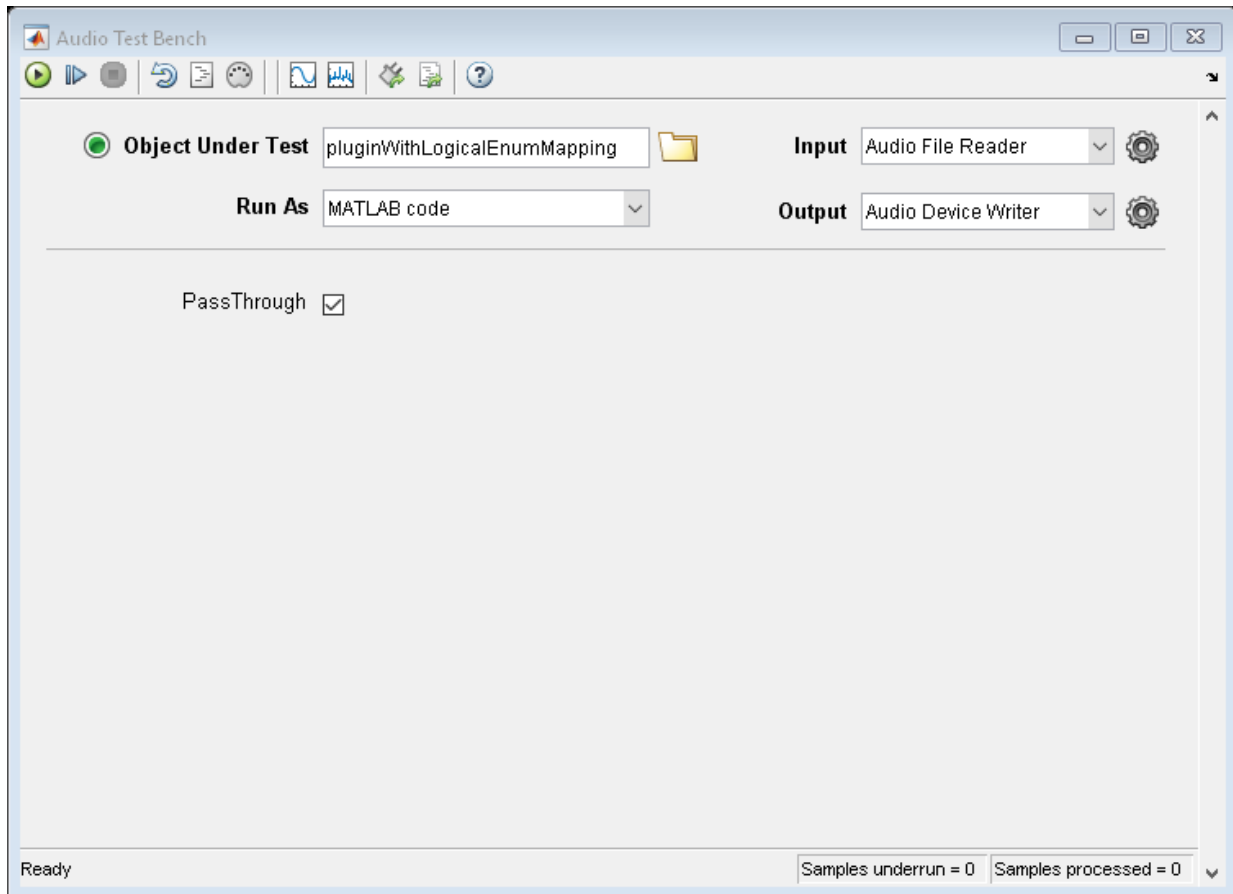 Audio Test Bench
Object Under Test pluginWithLogicalEnumMapping Input Audio File Reader
Run As MATLAB code Output Audio Device Writer
PassThrough
Ready Samples underrun = 0 Samples processed = 0